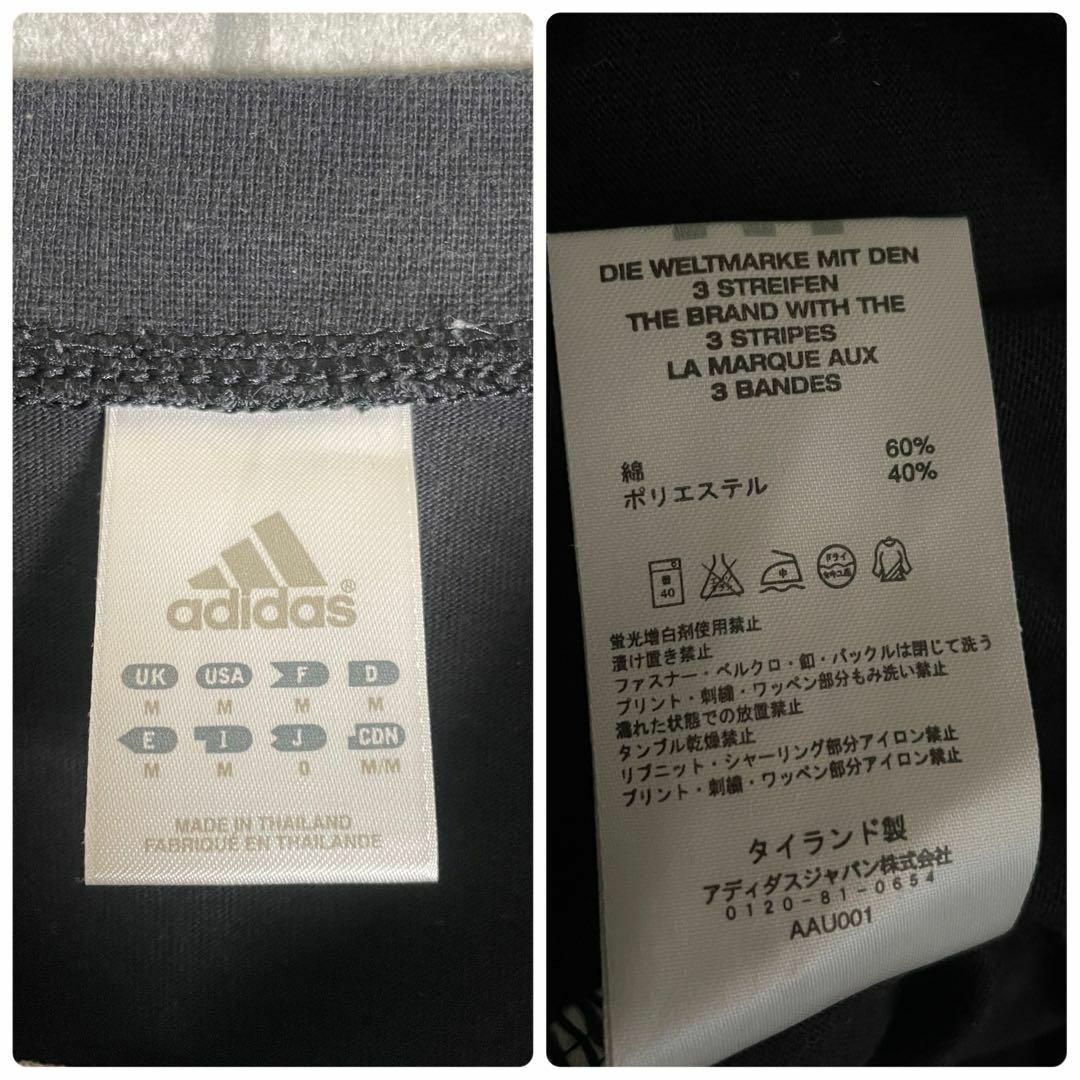 adidas®
UK USA F D
M M M M
E I J CDN
M M O M/M
MADE IN THAILAND
FABRIQUE EN THAILANDE
DIE WELTMARKE MIT DEN
3 STREIFEN
THE BRAND WITH THE
3 STRIPES
LA MARQUE AUX
3 BANDES
綿 60%
ポリエステル 40%
40 中 ドライ
蛍光増白剤使用禁止
漬け置き禁止
ファスナー・ベルクロ・釦・バックルは閉じて洗う
プリント・刺繍・ワッペン部分もみ洗い禁止
濡れた状態での放置禁止
タンブル乾燥禁止
リブニット・シャーリング部分アイロン禁止
プリント・刺繍・ワッペン部分アイロン禁止
タイランド製
アディダスジャパン株式会社
0120-81-0654
AAU001